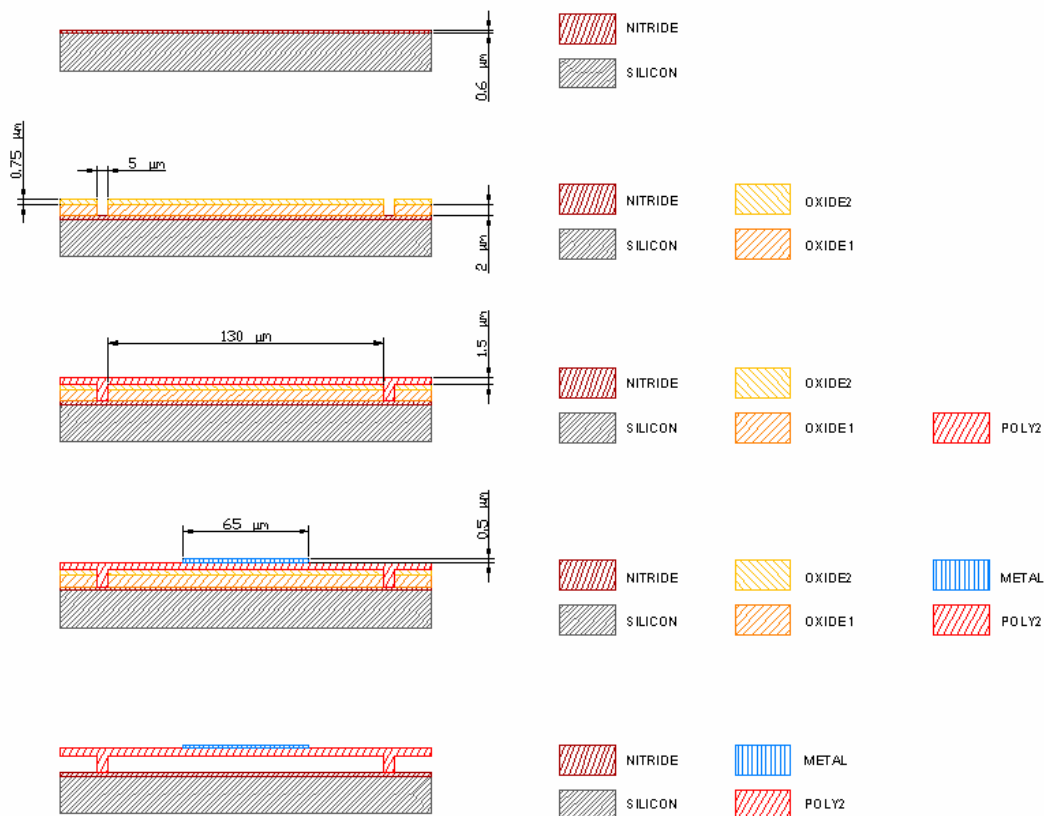 NITRIDE
SILICON
0.6 μm
0.75 μm
5 μm
2 μm
NITRIDE
OXIDE2
SILICON
OXIDE1
130 μm
1.5 μm
NITRIDE
OXIDE2
SILICON
OXIDE1
POLY2
65 μm
0.5 μm
NITRIDE
OXIDE2
METAL
SILICON
OXIDE1
POLY2
NITRIDE
METAL
SILICON
POLY2